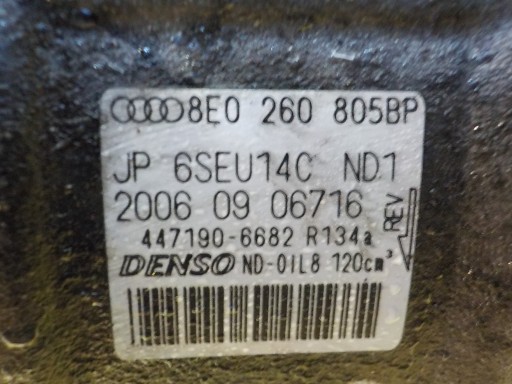 8E0 260 805BP
JP 6SEU14C ND1
2006 09 06716
REV
447190-6682 R134a
DENSO ND-OIL8 120cm³